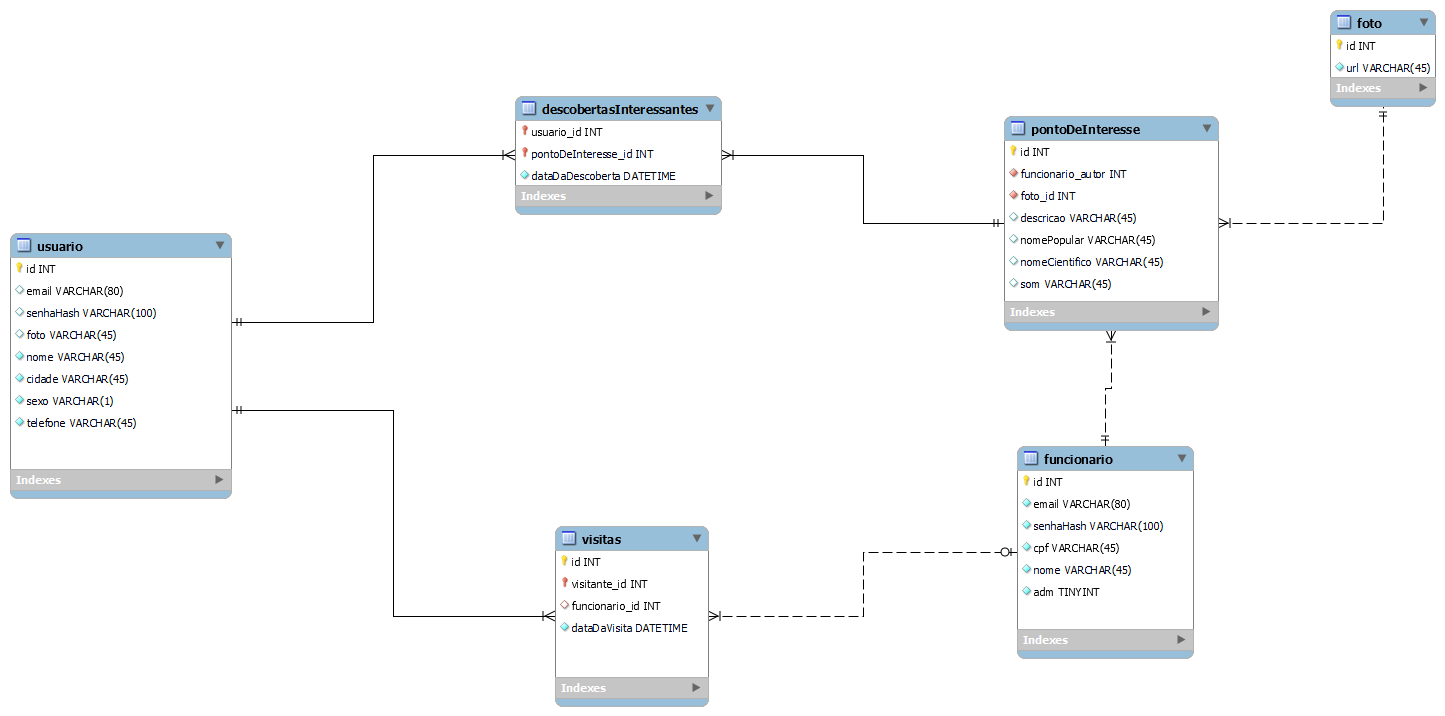 foto
id INT
url VARCHAR(45)
Indexes
descobertasInteressantes
usuario_id INT
pontoDeInteresse_id INT
dataDaDescoberta DATETIME
Indexes
pontoDeInteresse
id INT
funcionario_autor INT
foto_id INT
descricao VARCHAR(45)
nomePopular VARCHAR(45)
nomeCientifico VARCHAR(45)
som VARCHAR(45)
Indexes
usuario
id INT
email VARCHAR(80)
senhaHash VARCHAR(100)
foto VARCHAR(45)
nome VARCHAR(45)
cidade VARCHAR(45)
sexo VARCHAR(1)
telefone VARCHAR(45)
Indexes
funcionario
id INT
email VARCHAR(80)
senhaHash VARCHAR(100)
cpf VARCHAR(45)
nome VARCHAR(45)
adm TINYINT
Indexes
visitas
id INT
visitante_id INT
funcionario_id INT
dataDaVisita DATETIME
Indexes